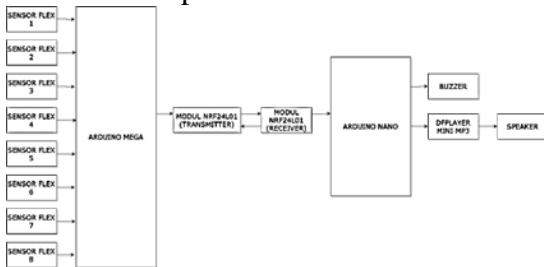 SENSOR FLEX
1
SENSOR FLEX
2
SENSOR FLEX
3
SENSOR FLEX
4
SENSOR FLEX
5
SENSOR FLEX
6
SENSOR FLEX
7
SENSOR FLEX
8
ARDUINO MEGA
MODUL NRF24L01
(TRANSMITTER)
MODUL
NRF24L01
(RECEIVER)
ARDUINO NANO
BUZZER
DFPLAYER
MINI MP3
SPEAKER